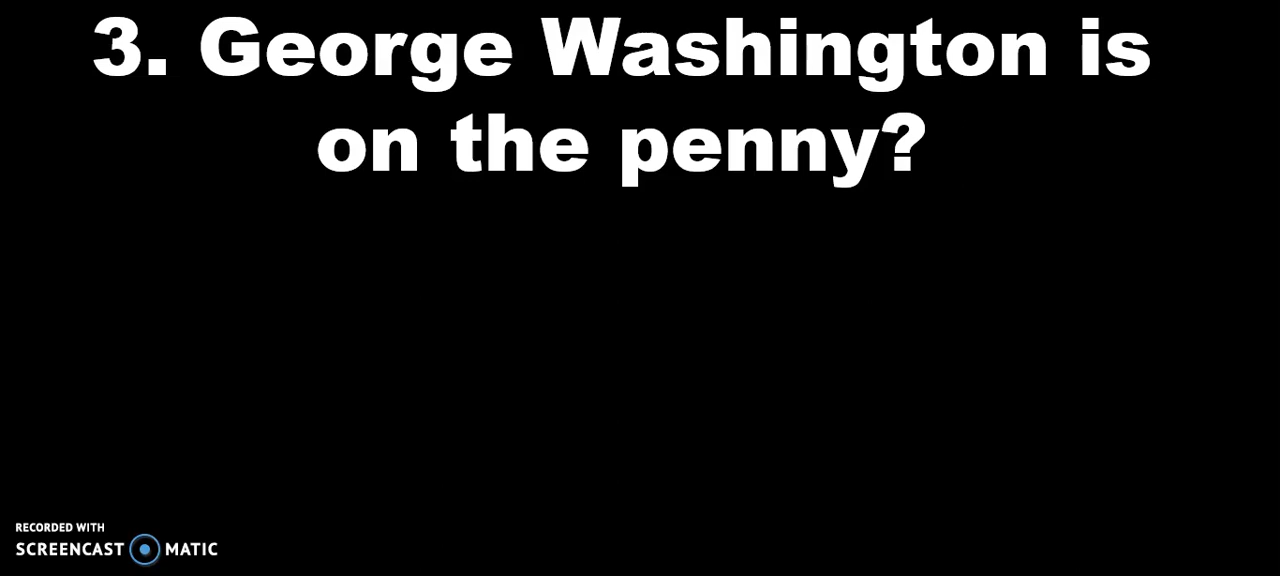 3. George Washington is
on the penny?
RECORDED WITH
SCREENCAST MATIC